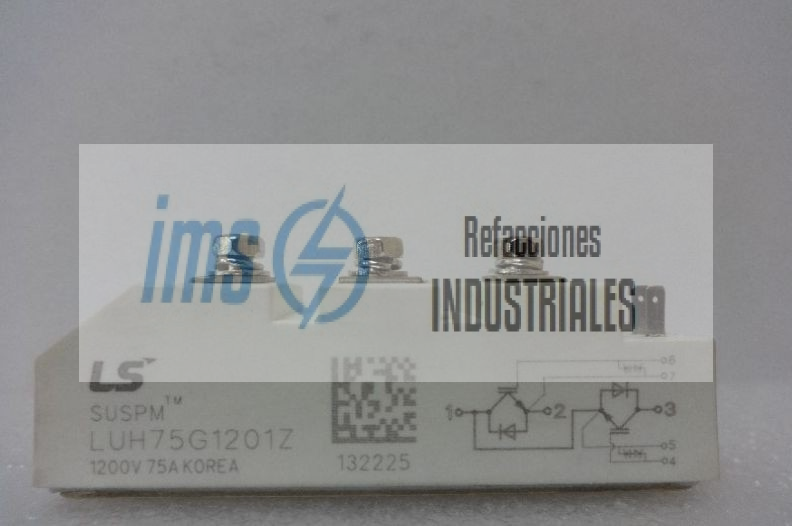 ims
Refacciones
INDUSTRIALES
LS
SUSPM™
LUH75G1201Z
1200V 75A KOREA
132225
1
2
3
6
7
5
4